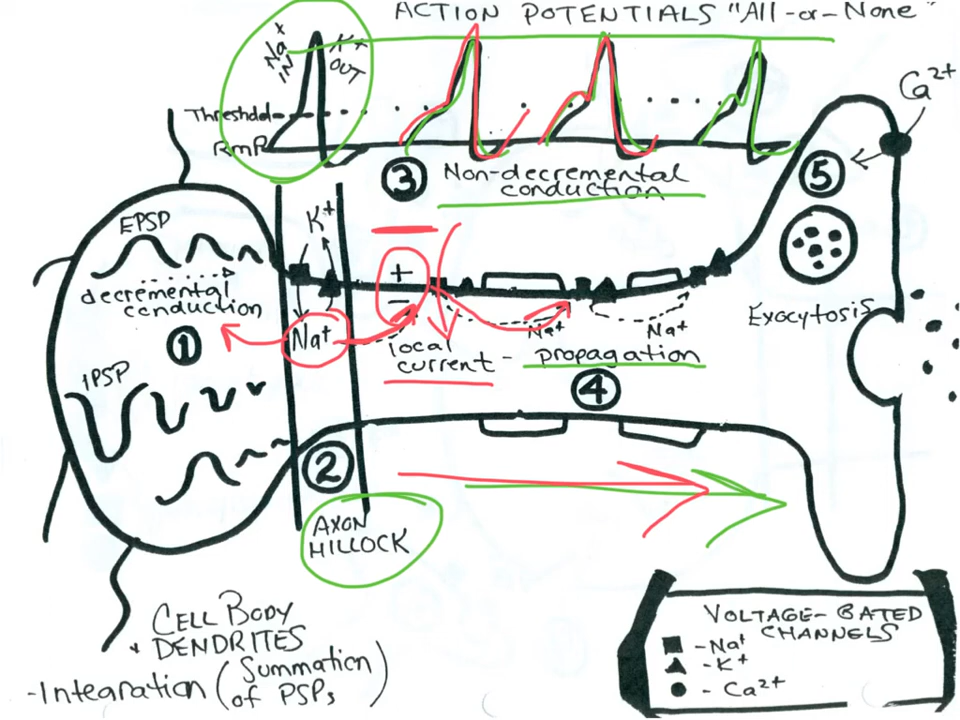 ACTION POTENTIALS "All-or-None"
Na+ IN
K+ OUT
Threshold
RMP
Ca2+
③ Non-decremental
conduction
⑤
EPSP
K+
decremental
conduction
+
-
①
Na+
local
current - propagation
Na+
Na+
Exocytosis
IPSP
④
②
AXON
HILLOCK
CELL BODY
+ DENDRITES
-Integration (Summation
of PSPs)
VOLTAGE-GATED
CHANNELS
■ -Na+
▲ -K+
● - Ca2+